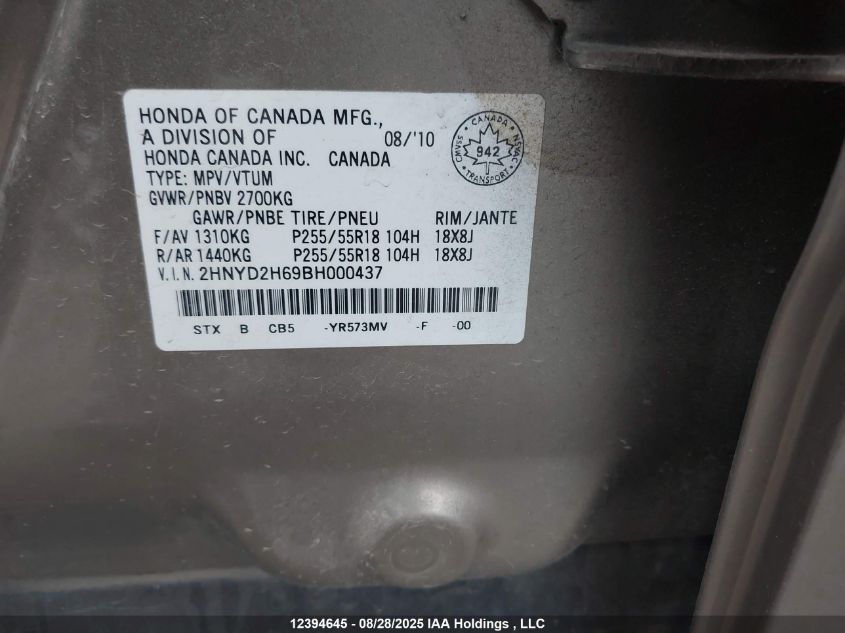 HONDA OF CANADA MFG.,
A DIVISION OF 08/'10
HONDA CANADA INC. CANADA
TYPE: MPV/VTUM
GVWR/PNBV 2700KG
GAWR/PNBE TIRE/PNEU RIM/JANTE
F/AV 1310KG P255/55R18 104H 18X8J
R/AR 1440KG P255/55R18 104H 18X8J
V.I.N. 2HNYD2H69BH000437
STX B CB5 -YR573MV -F -00
CANADA
CMVSS 942 NSVAC
TRANSPORT
12394645 - 08/28/2025 IAA Holdings , LLC